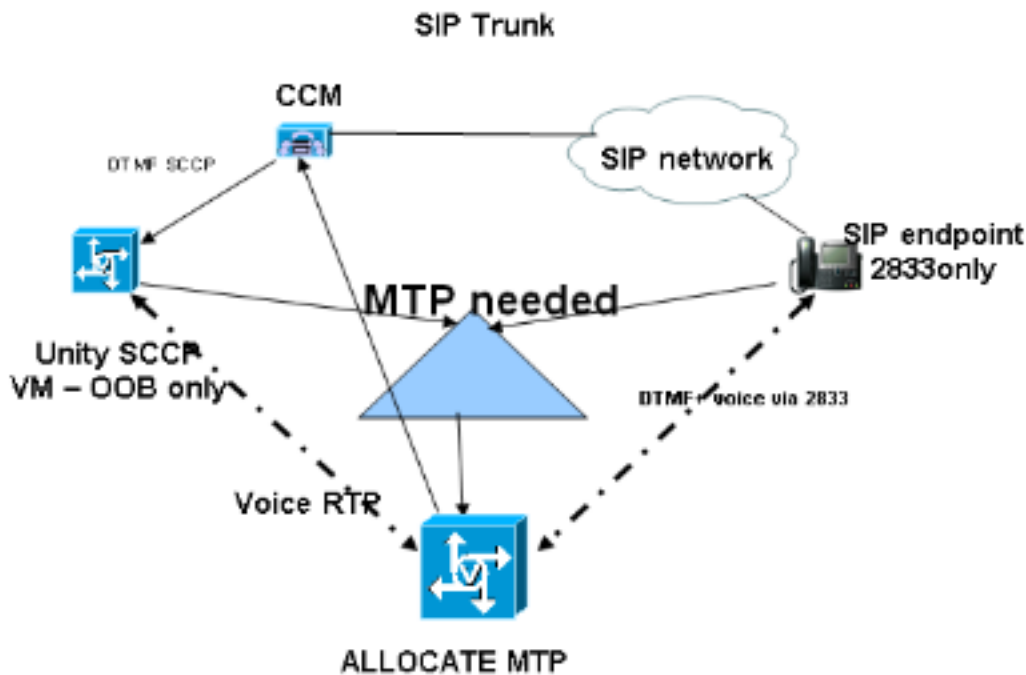 SIP Trunk
CCM
DTMF SCCP
SIP network
SIP endpoint
2833only
MTP needed
Unity SCCP
VM – OOB only
DTMF+ voice via 2833
Voice RTP
V
ALLOCATE MTP